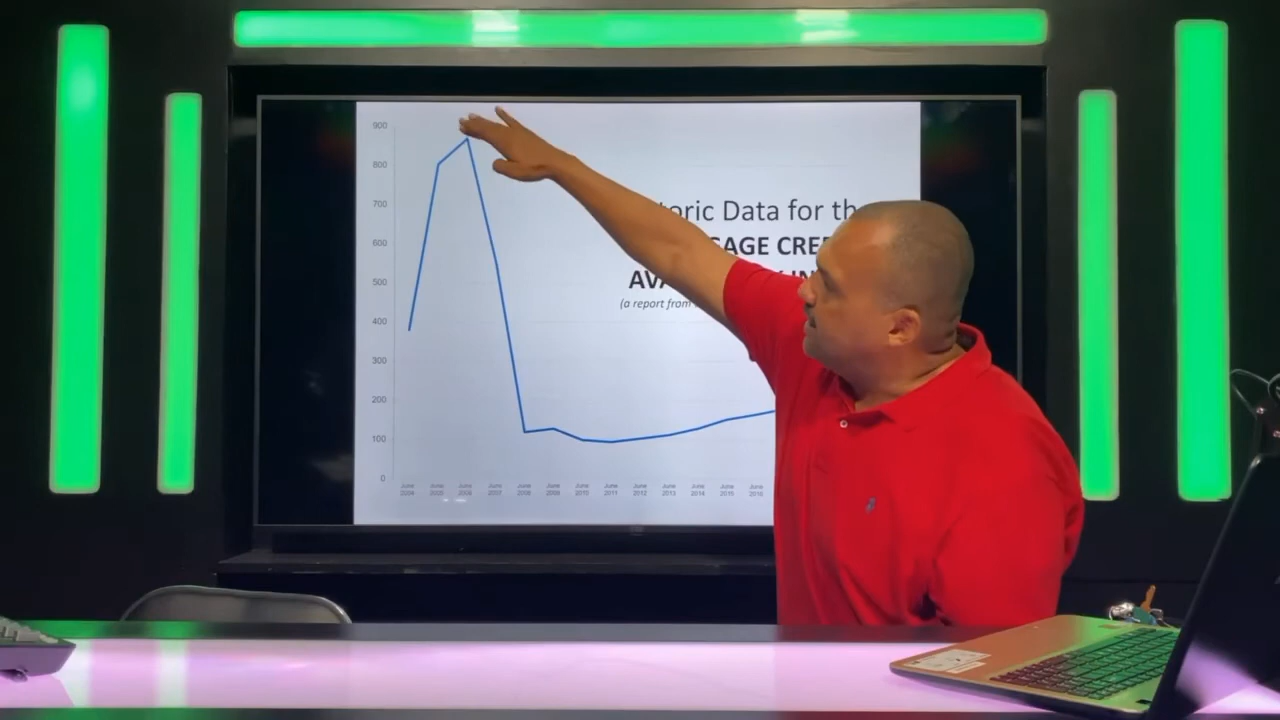 900
800
700
600
500
400
300
200
100
0
toric Data for th
GAGE CRE
AVA
(a report from
June 2004
June 2005
June 2006
June 2007
June 2008
June 2009
June 2010
June 2011
June 2012
June 2013
June 2014
June 2015
June 2016